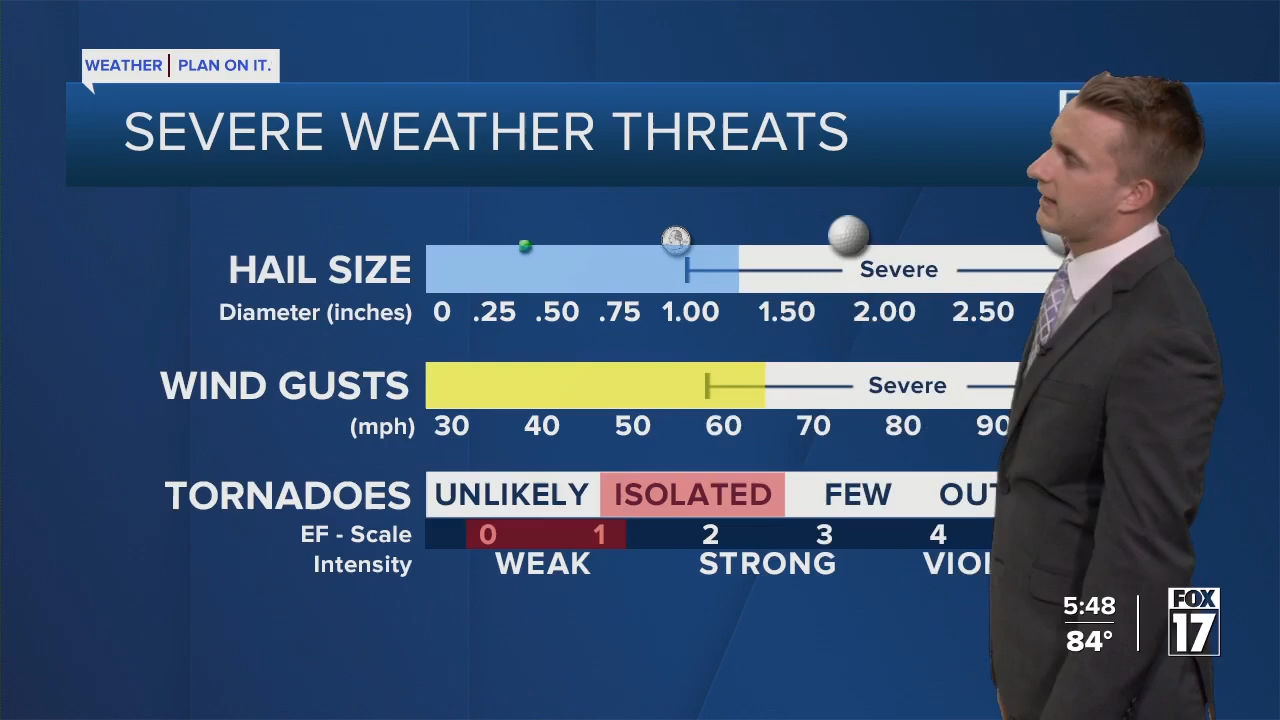 WEATHER | PLAN ON IT.
SEVERE WEATHER THREATS
HAIL SIZE
Severe
Diameter (inches) 0 .25 .50 .75 1.00 1.50 2.00 2.50
WIND GUSTS
Severe
(mph) 30 40 50 60 70 80 90
TORNADOES UNLIKELY ISOLATED FEW
EF - Scale 0 1 2 3 4
Intensity WEAK STRONG
5:48
84°
FOX
17